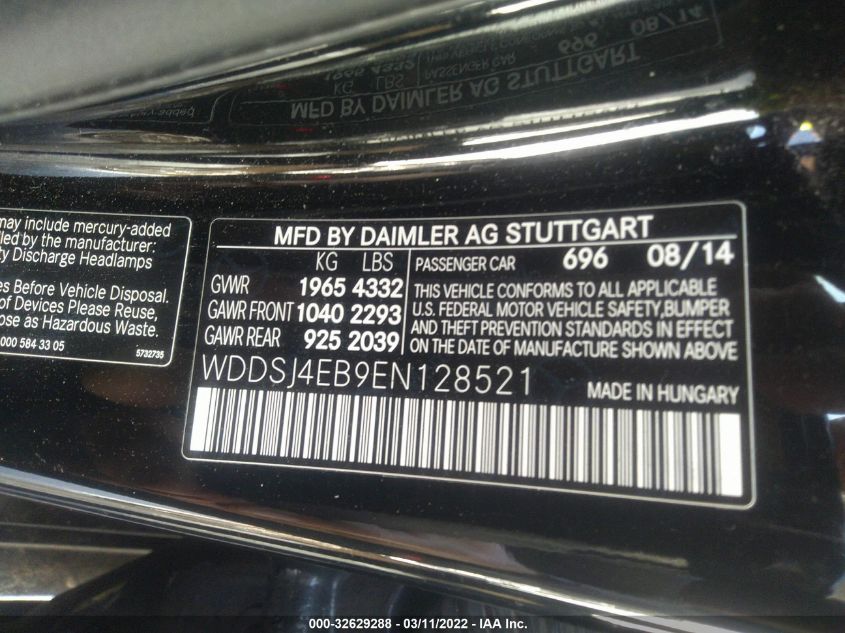 MFD BY DAIMLER AG STUTTGART
KG LBS
GVWR 1965 4332
GAWR FRONT 1040 2293
GAWR REAR 925 2039
PASSENGER CAR 696 08/14
THIS VEHICLE CONFORMS TO ALL APPLICABLE
U.S. FEDERAL MOTOR VEHICLE SAFETY,BUMPER
AND THEFT PREVENTION STANDARDS IN EFFECT
ON THE DATE OF MANUFACTURE SHOWN ABOVE.
WDDSJ4EB9EN128521
MADE IN HUNGARY
may include mercury-added
by the manufacturer:
Discharge Headlamps
Before Vehicle Disposal.
of Devices Please Reuse,
as Hazardous Waste.
000 584 33 05
5732735
000-32629288 - 03/11/2022 - IAA Inc.